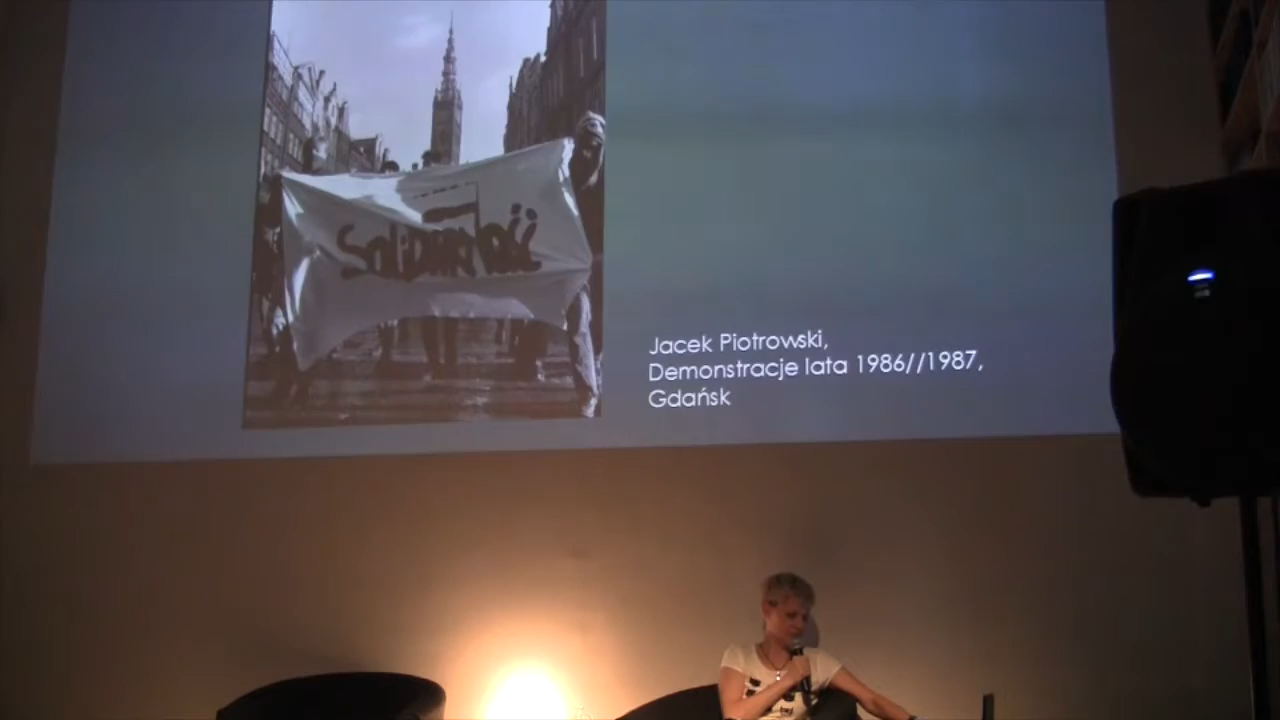 Solidarność
Jacek Piotrowski,
Demonstracje lata 1986//1987,
Gdańsk